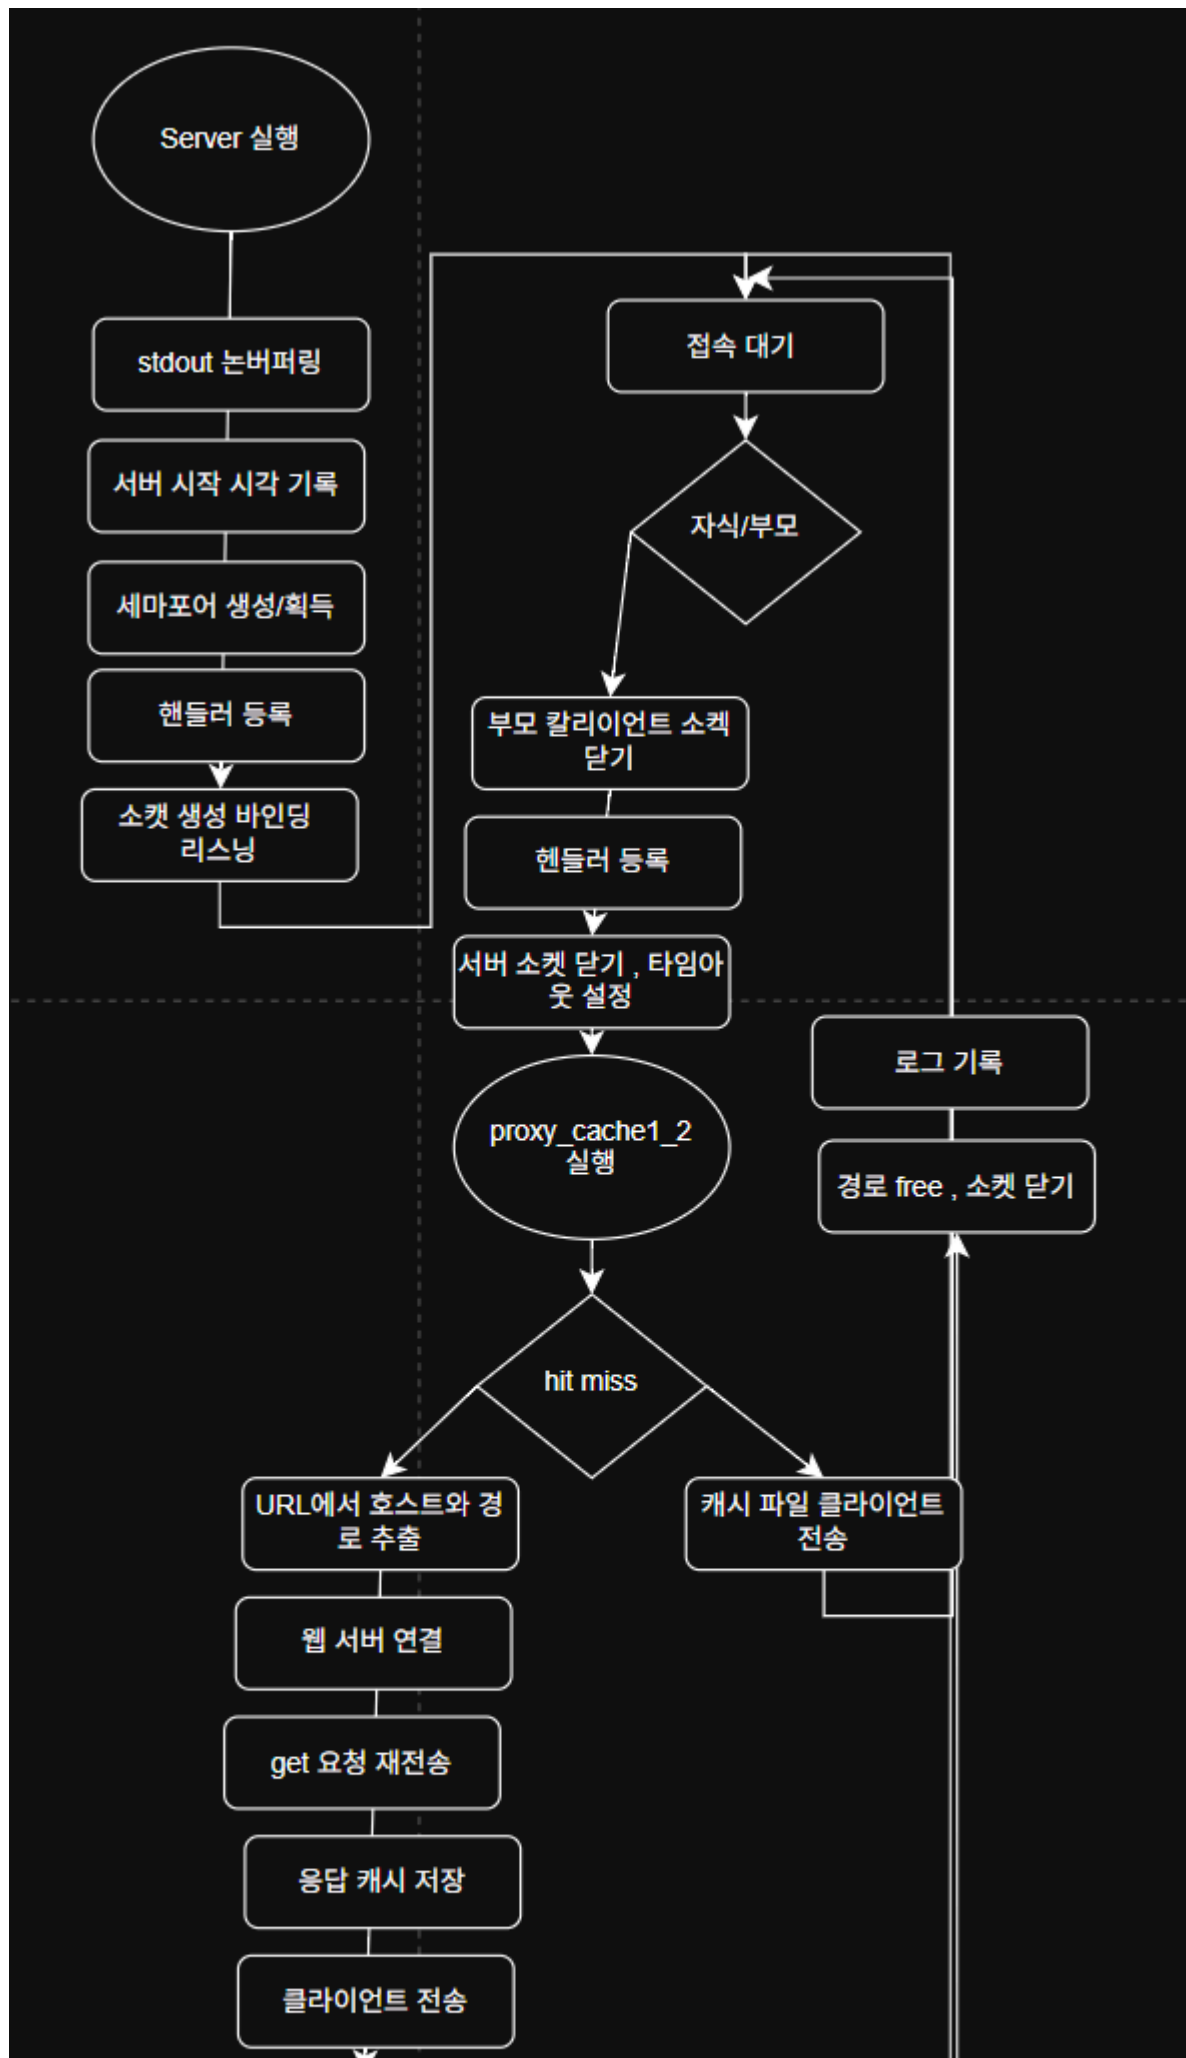 Server 실행
stdout 논버퍼링
서버 시작 시각 기록
세마포어 생성/획득
핸들러 등록
소캣 생성 바인딩
리스닝
접속 대기
자식/부모
부모 칼리이언트 소켁
닫기
헨들러 등록
서버 소켓 닫기 , 타임아
웃 설정
proxy_cache1_2
실행
hit miss
URL에서 호스트와 경
로 추출
웹 서버 연결
get 요청 재전송
응답 캐시 저장
클라이언트 전송
캐시 파일 클라이언트
전송
경로 free , 소켓 닫기
로그 기록